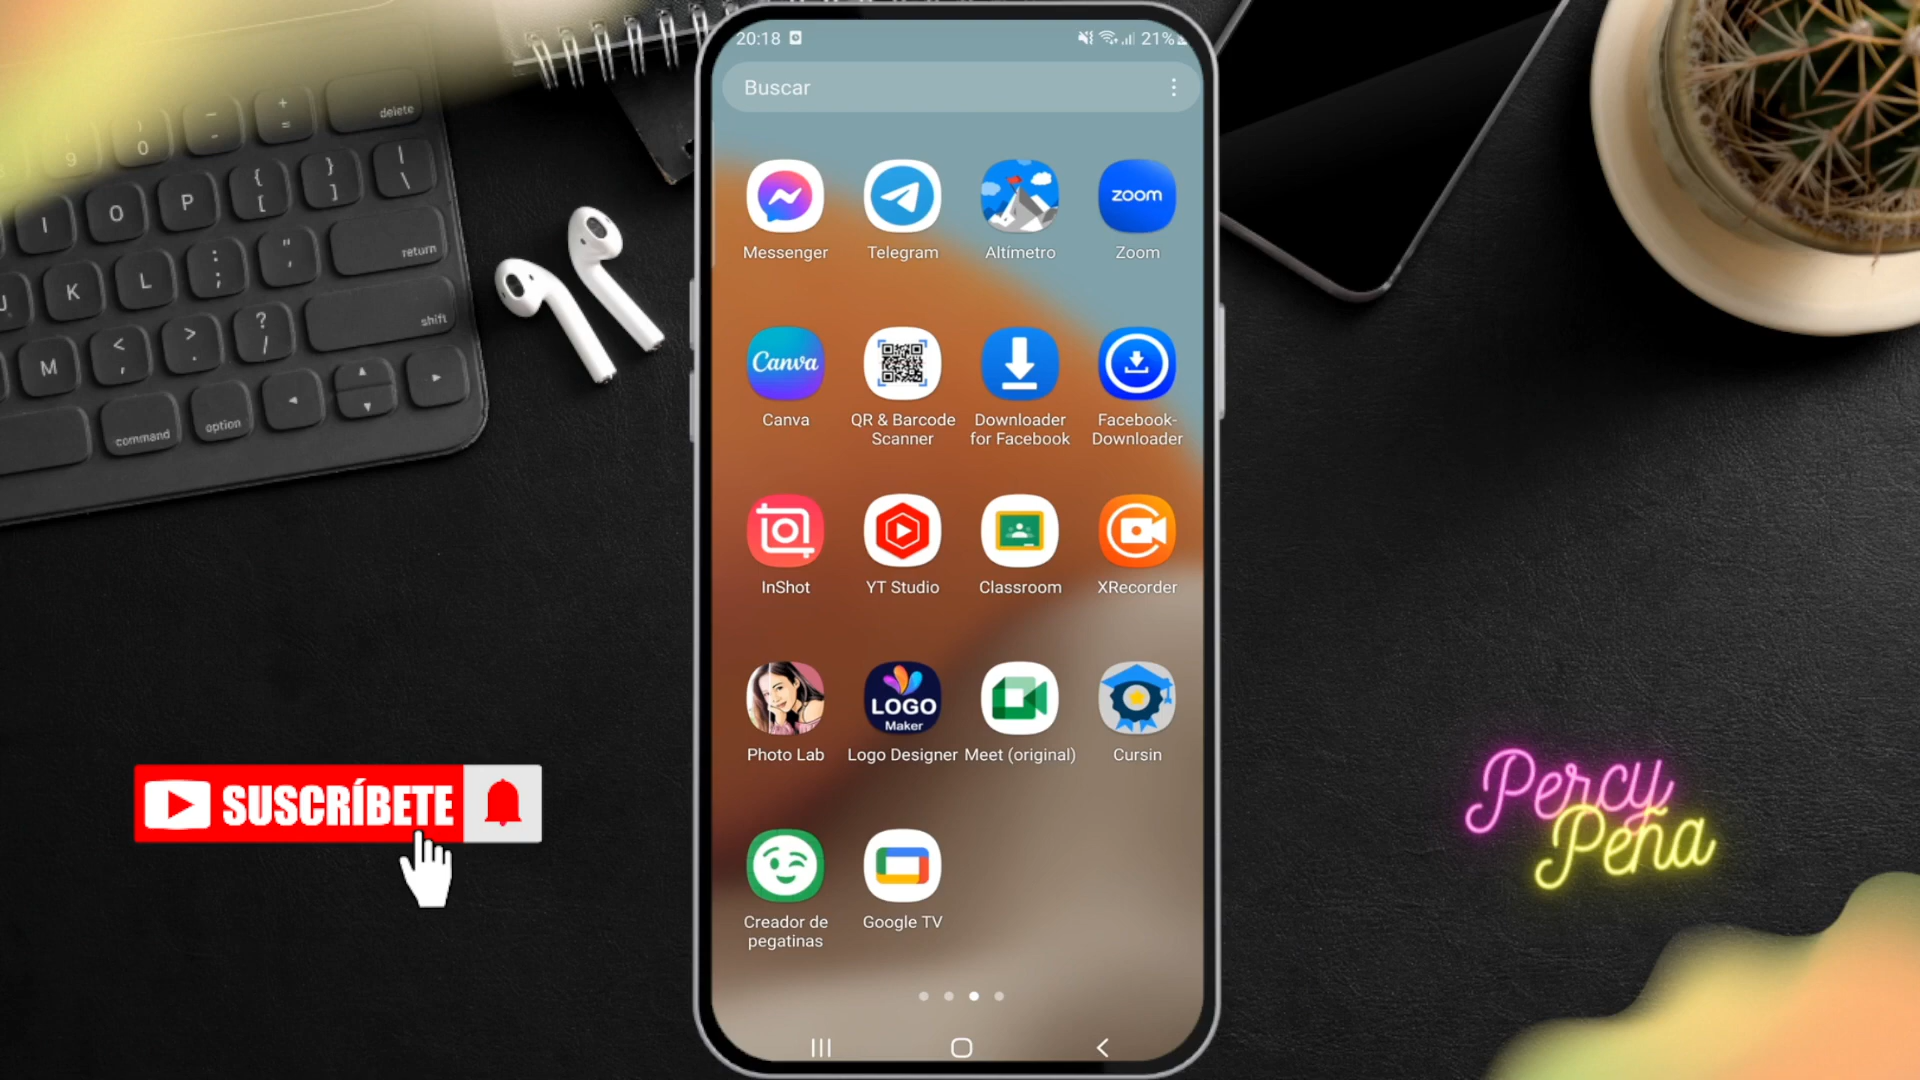 20:18
21%
Buscar
Messenger
Telegram
Altímetro
Zoom
zoom
Canva
Canva
QR & Barcode
Scanner
Downloader
for Facebook
Facebook-
Downloader
InShot
YT Studio
Classroom
XRecorder
LOGO
Maker
Photo Lab
Logo Designer
Meet (original)
Cursin
Creador de
pegatinas
Google TV
SUSCRÍBETE
Percy
Peña
delete
return
shift
command
option
9
0
-
+
=
I
O
P
{
[
}
]
|
\
J
K
L
:
;
"
,
M
<
,
>
.
?
/